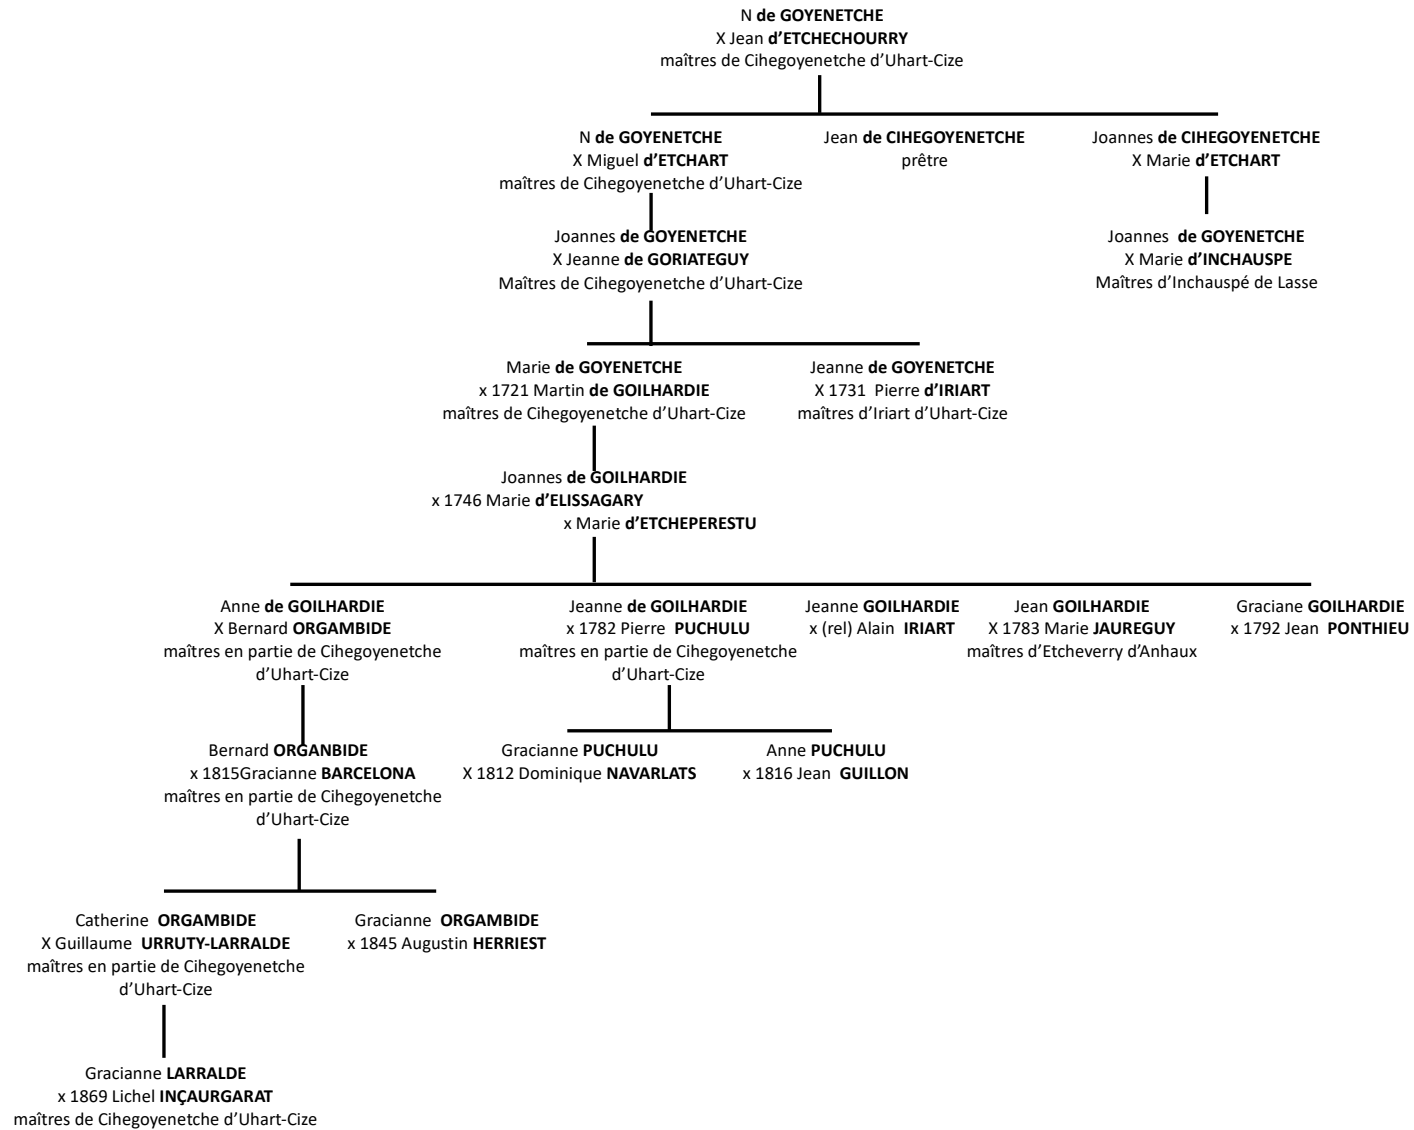 N de GOYENETCHE
X Jean d’ETCHECHOURRY
maîtres de Cihegoyenetche d’Uhart-Cize
N de GOYENETCHE
X Miguel d’ETCHART
maîtres de Cihegoyenetche d’Uhart-Cize
Jean de CIHEGOYENETCHE
prêtre
Joannes de CIHEGOYENETCHE
X Marie d’ETCHART
Joannes de GOYENETCHE
X Jeanne de GORIATEGUY
Maîtres de Cihegoyenetche d’Uhart-Cize
Joannes de GOYENETCHE
X Marie d’INCHAUSPE
Maîtres d’Inchauspé de Lasse
Marie de GOYENETCHE
x 1721 Martin de GOILHARDIE
maîtres de Cihegoyenetche d’Uhart-Cize
Jeanne de GOYENETCHE
X 1731 Pierre d’IRIART
maîtres d’Iriart d’Uhart-Cize
Joannes de GOILHARDIE
x 1746 Marie d’ELISSAGARY
x Marie d’ETCHEPERESTU
Anne de GOILHARDIE
X Bernard ORGAMBIDE
maîtres en partie de Cihegoyenetche
d’Uhart-Cize
Jeanne de GOILHARDIE
x 1782 Pierre PUCHULU
maîtres en partie de Cihegoyenetche
d’Uhart-Cize
Jeanne GOILHARDIE
x (rel) Alain IRIART
Jean GOILHARDIE
X 1783 Marie JAUREGUY
maîtres d’Etcheverry d’Anhaux
Graciane GOILHARDIE
x 1792 Jean PONTHIEU
Bernard ORGANBIDE
x 1815Gracianne BARCELONA
maîtres en partie de Cihegoyenetche
d’Uhart-Cize
Gracianne PUCHULU
X 1812 Dominique NAVARLATS
Anne PUCHULU
x 1816 Jean GUILLON
Catherine ORGAMBIDE
X Guillaume URRUTY-LARRALDE
maîtres en partie de Cihegoyenetche
d’Uhart-Cize
Gracianne ORGAMBIDE
x 1845 Augustin HERRIEST
Gracianne LARRALDE
x 1869 Lichel INÇAURGARAT
maîtres de Cihegoyenetche d’Uhart-Cize